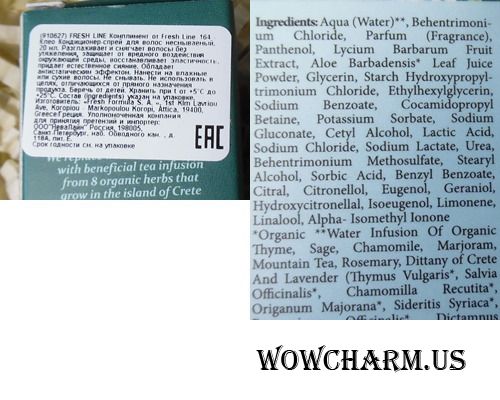 (910627) FRESH LINE Комплимент от Fresh Line 164
Клео Кондиционер-спрей для волос несмываемый,
20 мл. Разглаживает и смягчает волосы без
утяжеления, защищает от вредного воздействия
окружающей среды, восстанавливает эластичность,
придает естественное сияние. Обладает
антистатическим эффектом. Нанести на влажные
или сухие волосы. Не смывать. Не использовать в
целях, отличающихся от прямого назначения
продукта. Беречь от детей. Хранить при t от +5°С до
+25°С. Состав (ingredients) указан на упаковке.
Изготовитель: «Fresh Formula S. A. », 1st Klm Lavriou
Ave, Koropiou Markopoulou Koropi, Attica, 19400,
Greece Греция. Уполномоченная компания
для принятия претензий и импортер:
ООО"НеваЛайн" Россия, 198005,
Санкт-Петербург, наб. Обводного кан. , д.
118А, лит. Е.
Срок годности см. на упаковке
EAC
We
with beneficial tea infusion
from 8 organic herbs that
grow in the island of Crete
Ingredients: Aqua (Water)**, Behentrimoni-
um Chloride, Parfum (Fragrance),
Panthenol, Lycium Barbarum Fruit
Extract, Aloe Barbadensis* Leaf Juice
Powder, Glycerin, Starch Hydroxypropyl-
trimonium Chloride, Ethylhexylglycerin,
Sodium Benzoate, Cocamidopropyl
Betaine, Potassium Sorbate, Sodium
Gluconate, Cetyl Alcohol, Lactic Acid,
Sodium Chloride, Sodium Lactate, Urea,
Behentrimonium Methosulfate, Stearyl
Alcohol, Sorbic Acid, Benzyl Benzoate,
Citral, Citronellol, Eugenol, Geraniol,
Hydroxycitronellal, Isoeugenol, Limonene,
Linalool, Alpha- Isomethyl Ionone
*Organic **Water Infusion Of Organic
Thyme, Sage, Chamomile, Marjoram,
Mountain Tea, Rosemary, Dittany of Crete
And Lavender (Thymus Vulgaris*, Salvia
Officinalis*, Chamomilla Recutita*,
Origanum Majorana*, Sideritis Syriaca*,
Officinalis*, Dictamnus
WOWCHARM.US